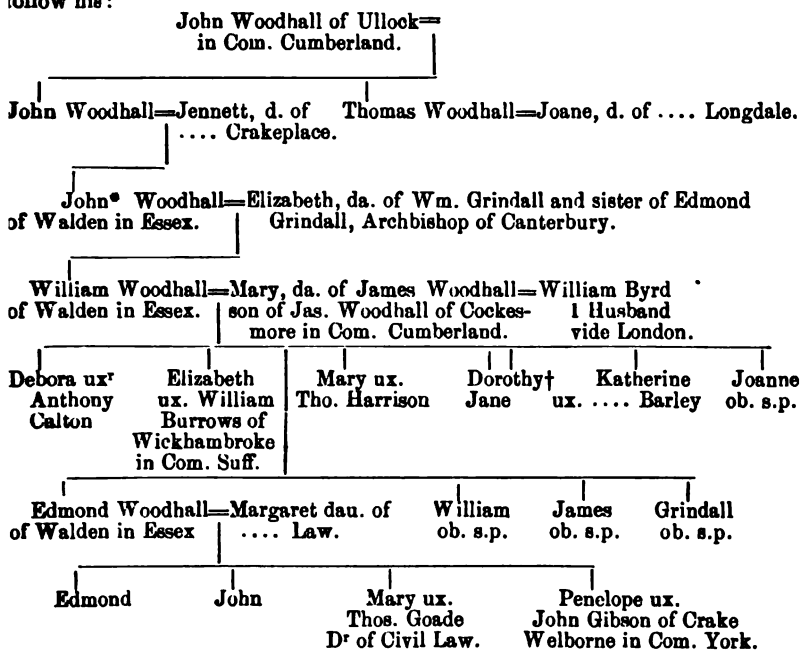 follow his:
John Woodhall of Ullock=
in Com. Cumberland.
John Woodhall=Jennett, d. of Thomas Woodhall=Joane, d. of .... Longdale.
.... Crakeplace.
John* Woodhall=Elizabeth, da. of Wm. Grindall and sister of Edmond
of Walden in Essex. Grindall, Archbishop of Canterbury.
William Woodhall=Mary, da. of James Woodhall=William Byrd
of Walden in Essex. son of Jas. Woodhall of Cockes- 1 Husband
more in Com. Cumberland. vide London.
Debora uxʳ Elizabeth Mary ux. Dorothy† Katherine Joanne
Anthony ux. William Tho. Harrison Jane ux. .... Barley ob. s.p.
Calton Burrows of
Wickhambroke
in Com. Suff.
Edmond Woodhall=Margaret dau. of William James Grindall
of Walden in Essex .... Law. ob. s.p. ob. s.p. ob. s.p.
Edmond John Mary ux. Penelope ux.
Thos. Goade John Gibson of Crake
Dʳ of Civil Law. Welborne in Com. York.